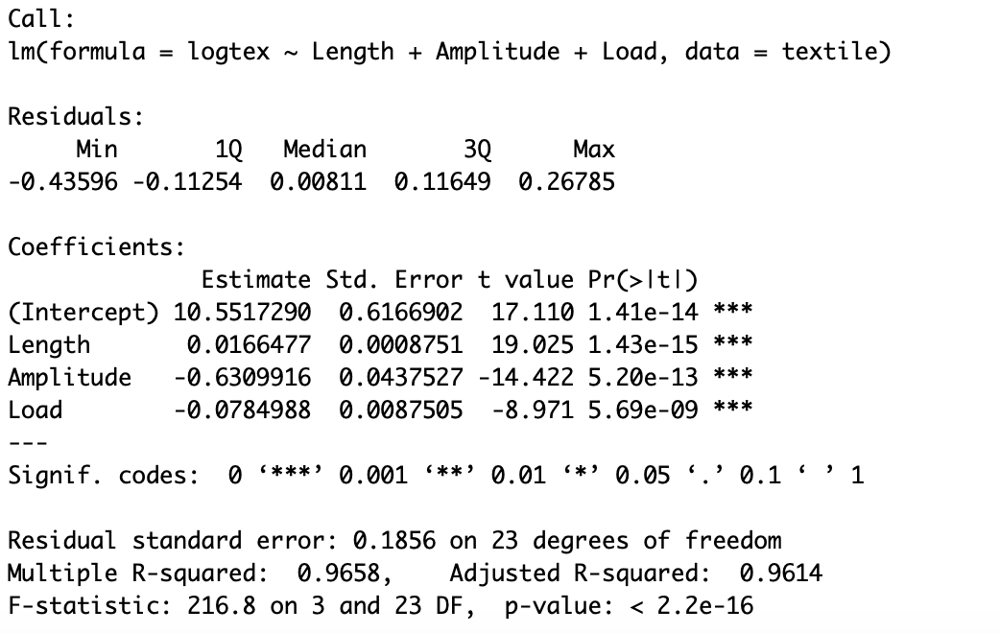 Call:
lm(formula = logtex ~ Length + Amplitude + Load, data = textile)
Residuals:
Min 1Q Median 3Q Max
-0.43596 -0.11254 0.00811 0.11649 0.26785
Coefficients:
Estimate Std. Error t value Pr(>|t|)
(Intercept) 10.5517290 0.6166902 17.110 1.41e-14 ***
Length 0.0166477 0.0008751 19.025 1.43e-15 ***
Amplitude -0.6309916 0.0437527 -14.422 5.20e-13 ***
Load -0.0784988 0.0087505 -8.971 5.69e-09 ***
---
Signif. codes: 0 ‘***’ 0.001 ‘**’ 0.01 ‘*’ 0.05 ‘.’ 0.1 ‘ ’ 1
Residual standard error: 0.1856 on 23 degrees of freedom
Multiple R-squared: 0.9658, Adjusted R-squared: 0.9614
F-statistic: 216.8 on 3 and 23 DF, p-value: < 2.2e-16